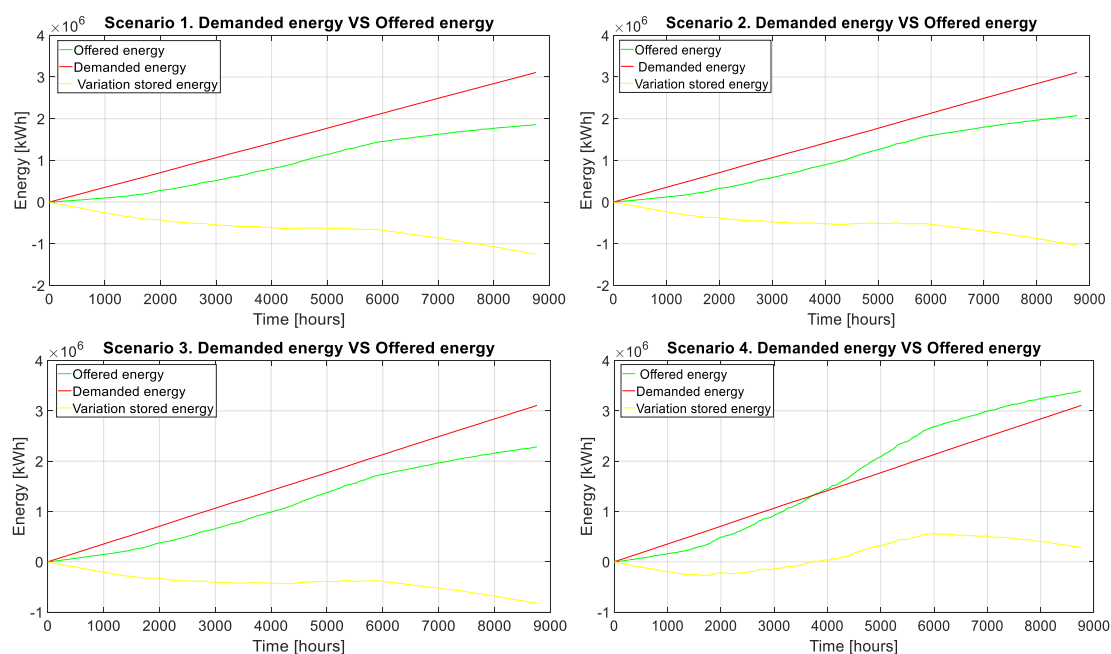 Scenario 1. Demanded energy VS Offered energy
×10^6
Offered energy
Demanded energy
Variation stored energy
4
3
2
1
0
-1
-2
Energy [kWh]
0 1000 2000 3000 4000 5000 6000 7000 8000 9000
Time [hours]
Scenario 2. Demanded energy VS Offered energy
×10^6
Offered energy
Demanded energy
Variation stored energy
4
3
2
1
0
-1
-2
Energy [kWh]
0 1000 2000 3000 4000 5000 6000 7000 8000 9000
Time [hours]
Scenario 3. Demanded energy VS Offered energy
×10^6
Offered energy
Demanded energy
Variation stored energy
4
3
2
1
0
-1
Energy [kWh]
0 1000 2000 3000 4000 5000 6000 7000 8000 9000
Time [hours]
Scenario 4. Demanded energy VS Offered energy
×10^6
Offered energy
Demanded energy
Variation stored energy
4
3
2
1
0
-1
Energy [kWh]
0 1000 2000 3000 4000 5000 6000 7000 8000 9000
Time [hours]